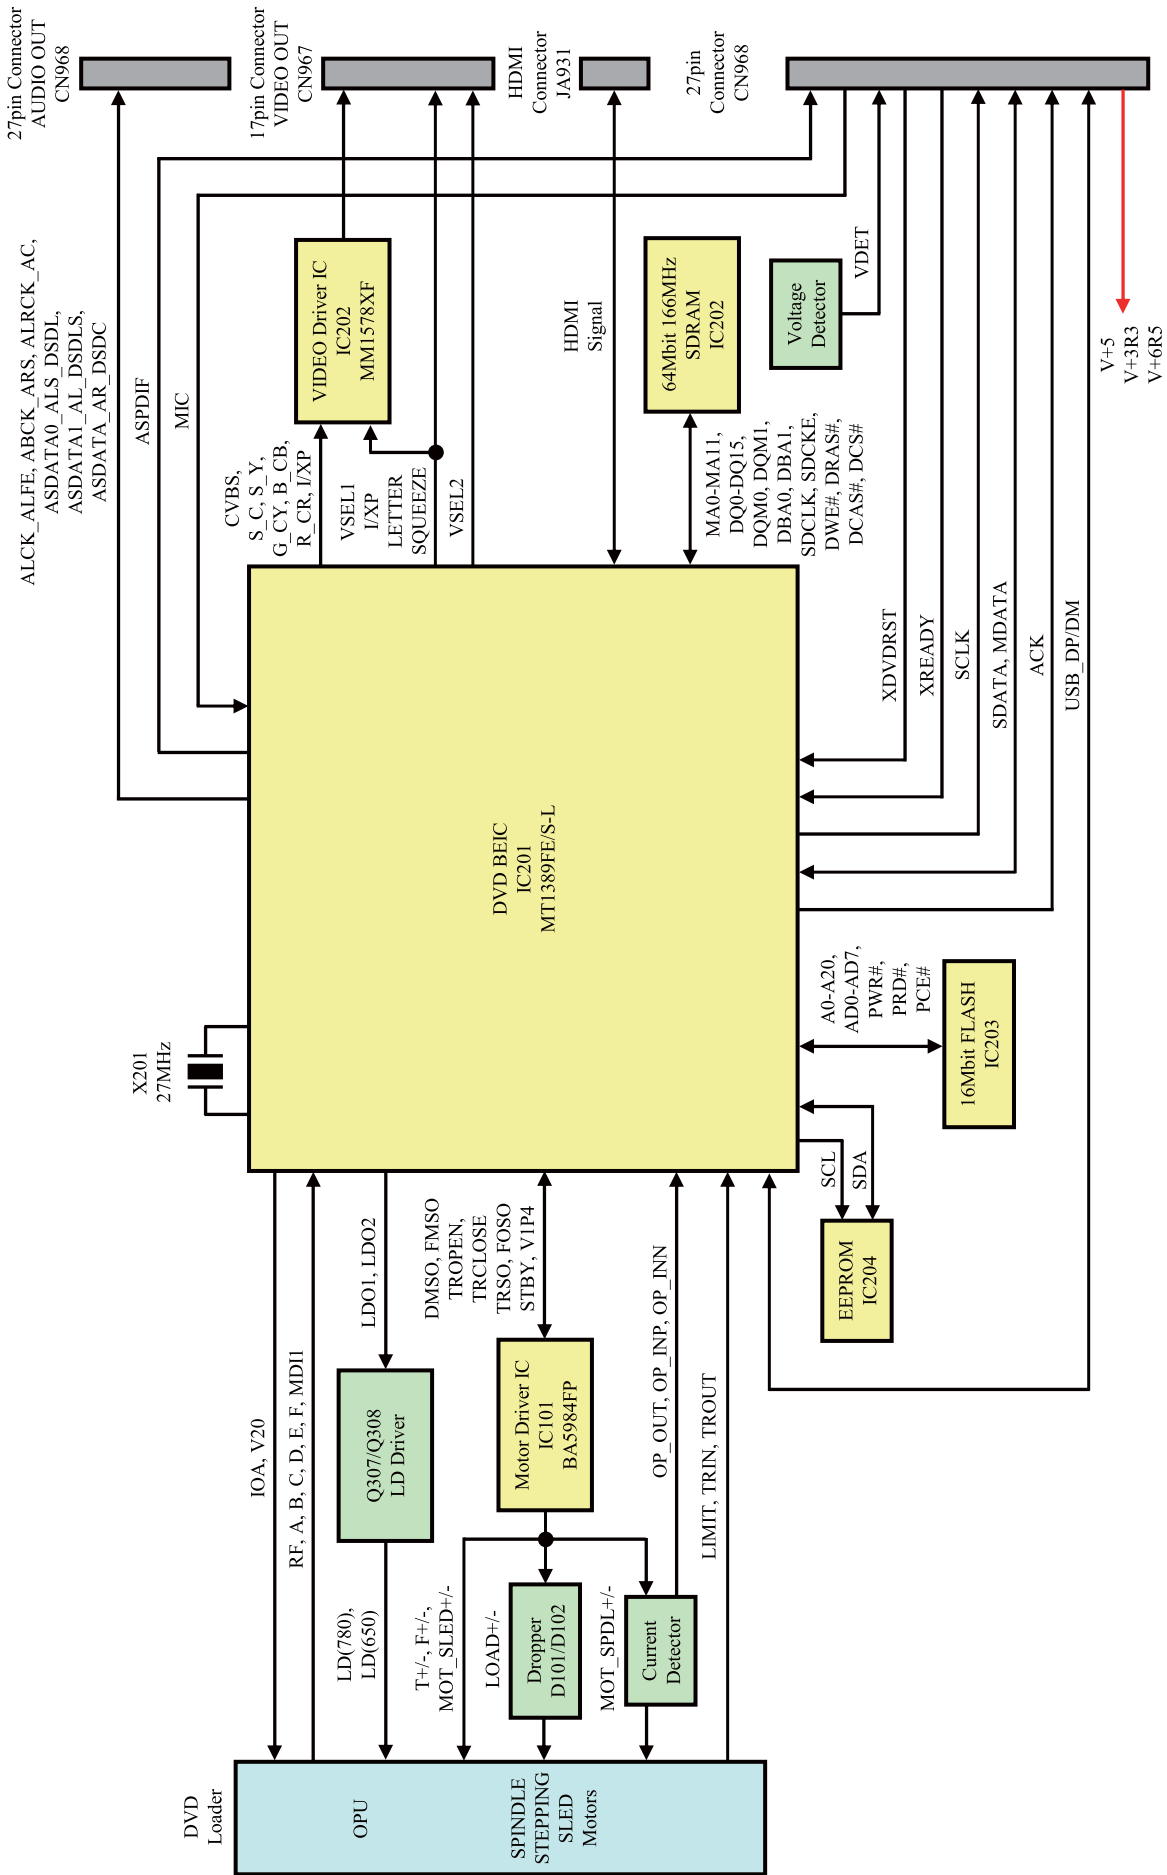 DVD
Loader
OPU
SPINDLE
STEPPING
SLED
Motors
IOA, V20
RF, A, B, C, D, E, F, MDI1
LD(780),
LD(650)
Q307/Q308
LD Driver
LDO1, LDO2
T+/-, F+/-,
MOT_SLED+/-
LOAD+/-
Dropper
D101/D102
MOT_SPDL+/-
Current
Detector
Motor Driver IC
IC101
BA5984FP
DMSO, FMSO
TROPEN,
TRCLOSE
TRSO, FOSO
STBY, V1P4
OP_OUT, OP_INP, OP_INN
LIMIT, TRIN, TROUT
X201
27MHz
DVD BEIC
IC201
MT1389FE/S-L
EEPROM
IC204
SCL
SDA
16Mbit FLASH
IC203
A0-A20,
AD0-AD7,
PWR#,
PRD#,
PCE#
ALCK_ALFE, ABCK_ARS, ALRCK_AC,
ASDATA0_ALS_DSDL,
ASDATA1_AL_DSDLS,
ASDATA_AR_DSDC
ASPDIF
MIC
CVBS,
S_C, S_Y,
G_CY, B_CB,
R_CR, I/XP
VSEL1
I/XP
LETTER
SQUEEZE
VSEL2
VIDEO Driver IC
IC202
MM1578XF
HDMI
Signal
64Mbit 166MHz
SDRAM
IC202
MA0-MA11,
DQ0-DQ15,
DQM0, DQM1,
DBA0, DBA1,
SDCLK, SDCKE,
DWE#, DRAS#,
DCAS#, DCS#
Voltage
Detector
VDET
XDVDRST
XREADY
SCLK
SDATA, MDATA
ACK
USB_DP/DM
V+5
V+3R3
V+6R5
27pin Connector
AUDIO OUT
CN968
17pin Connector
VIDEO OUT
CN967
HDMI
Connector
JA931
27pin
Connector
CN968